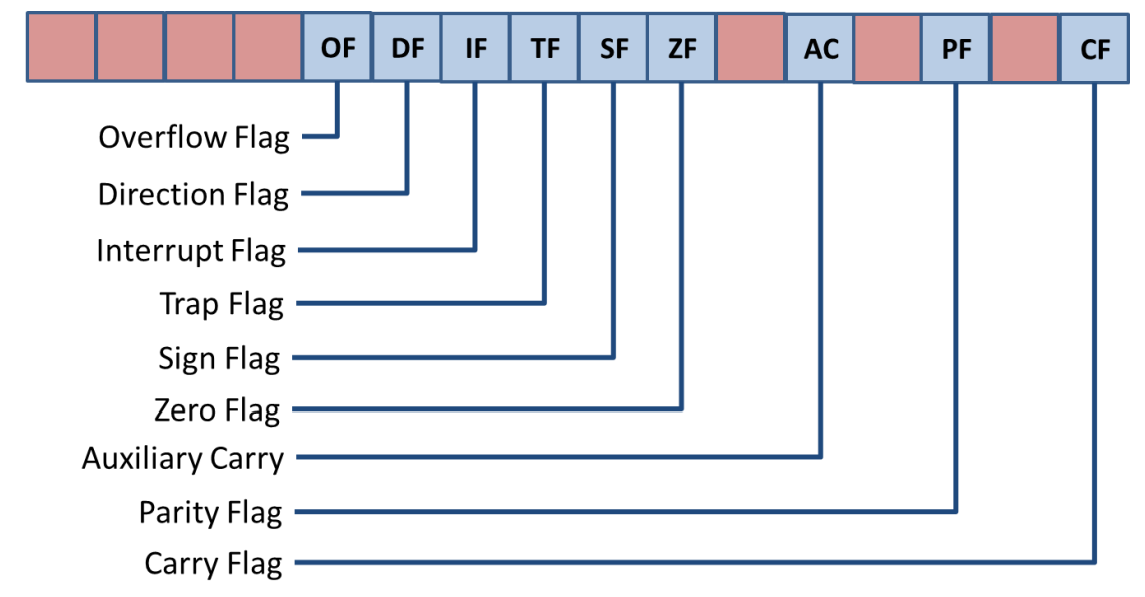 OF DF IF TF SF ZF AC PF CF
Overflow Flag
Direction Flag
Interrupt Flag
Trap Flag
Sign Flag
Zero Flag
Auxiliary Carry
Parity Flag
Carry Flag